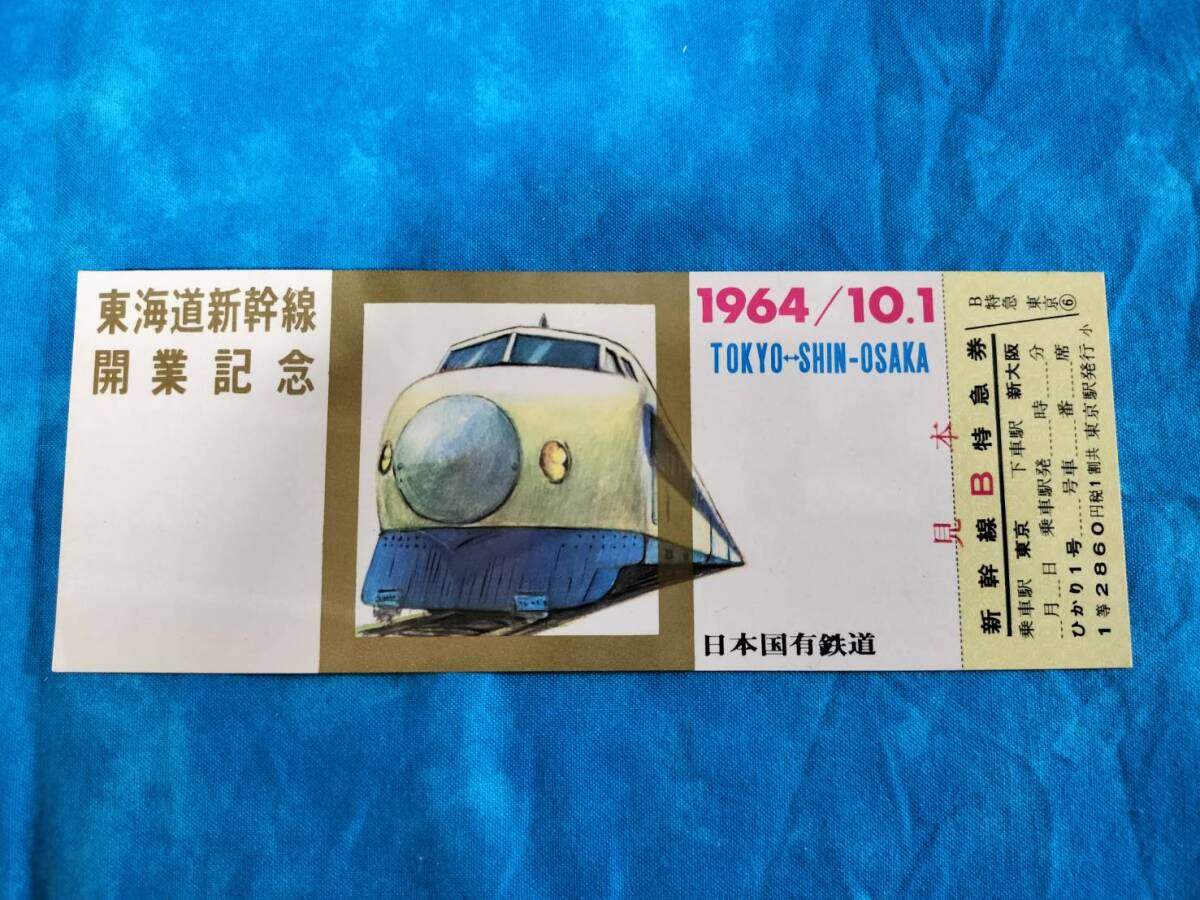 東海道新幹線
開業記念
1964/10.1
TOKYO↔SHIN-OSAKA
日本国有鉄道
見本
B特急 東京⑥
新幹線B特急券
乗車駅 東京 下車駅 新大阪
月 日 乗車駅発 時 分
ひかり1号 号車 番 席
1等2860円税1割共 東京駅発行 小